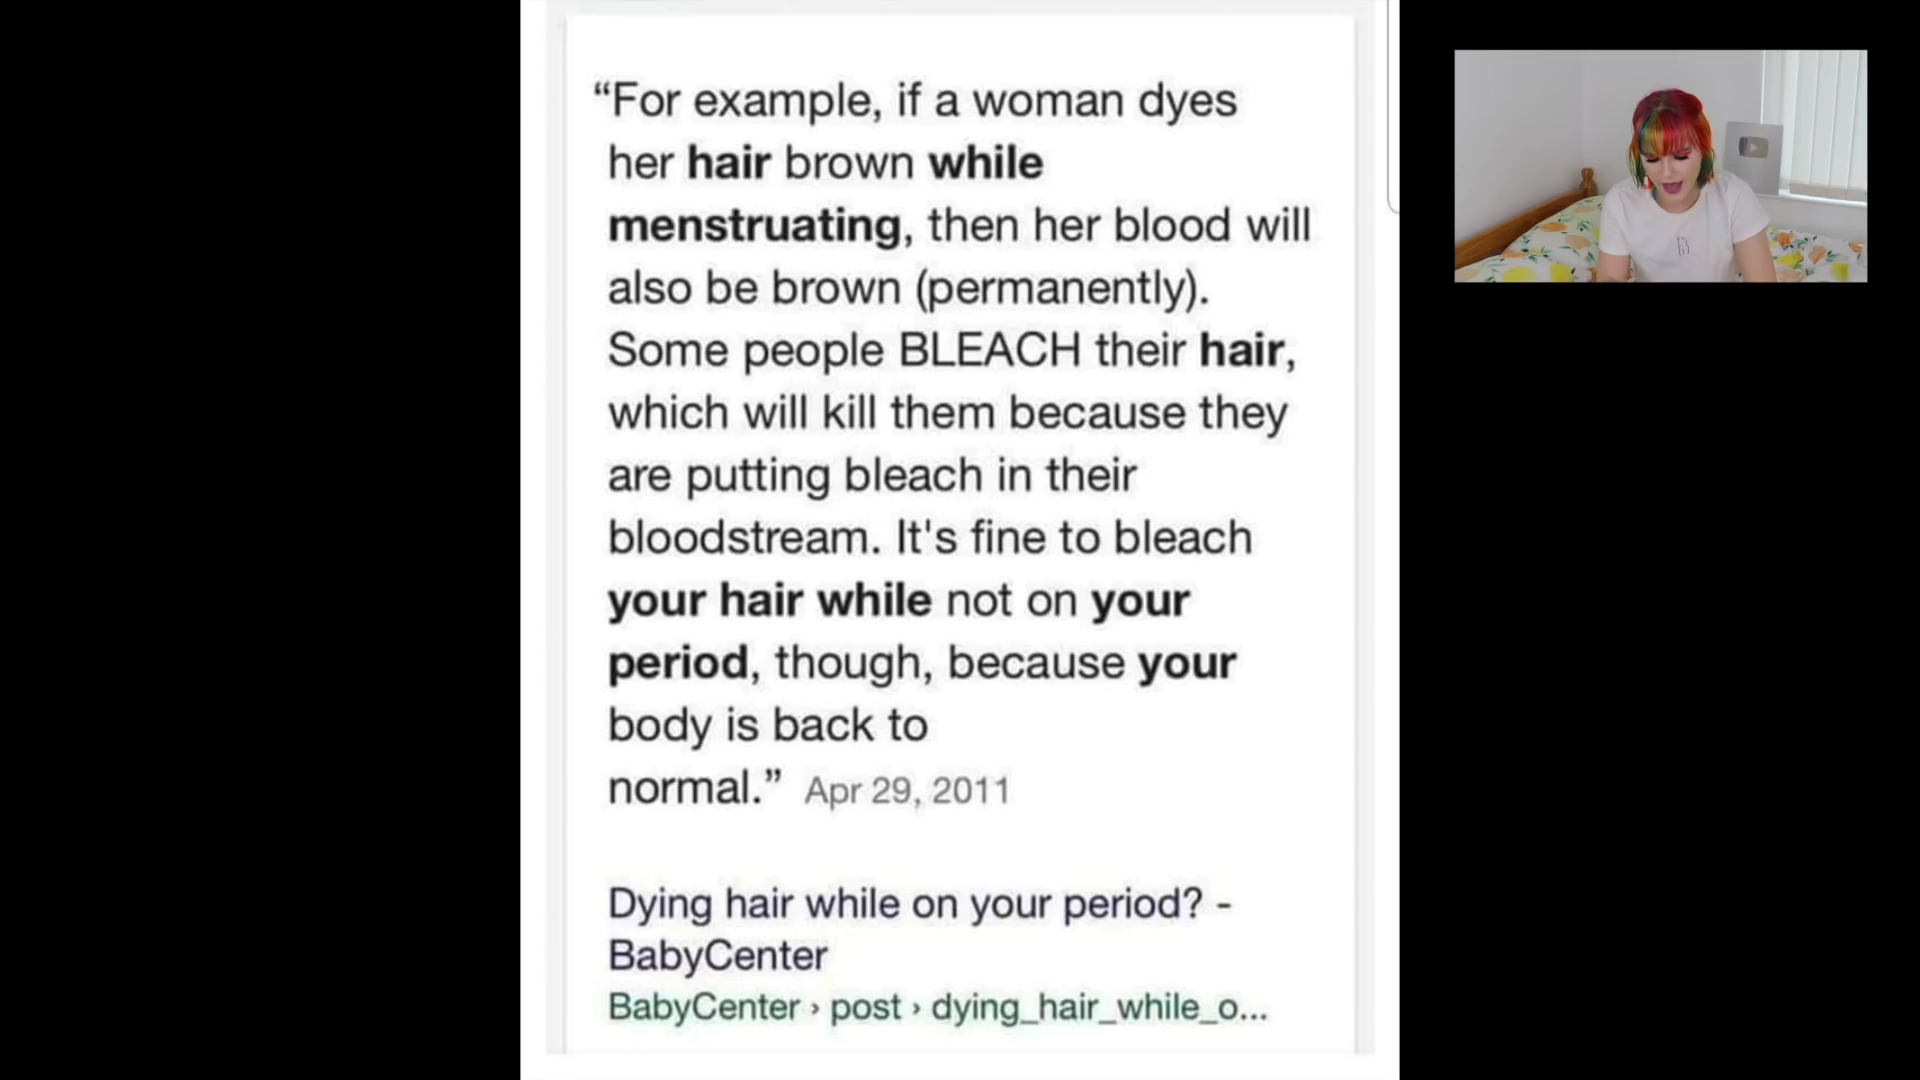 “For example, if a woman dyes
her hair brown while
menstruating, then her blood will
also be brown (permanently).
Some people BLEACH their hair,
which will kill them because they
are putting bleach in their
bloodstream. It's fine to bleach
your hair while not on your
period, though, because your
body is back to
normal.” Apr 29, 2011
Dying hair while on your period? -
BabyCenter
BabyCenter › post › dying_hair_while_o...